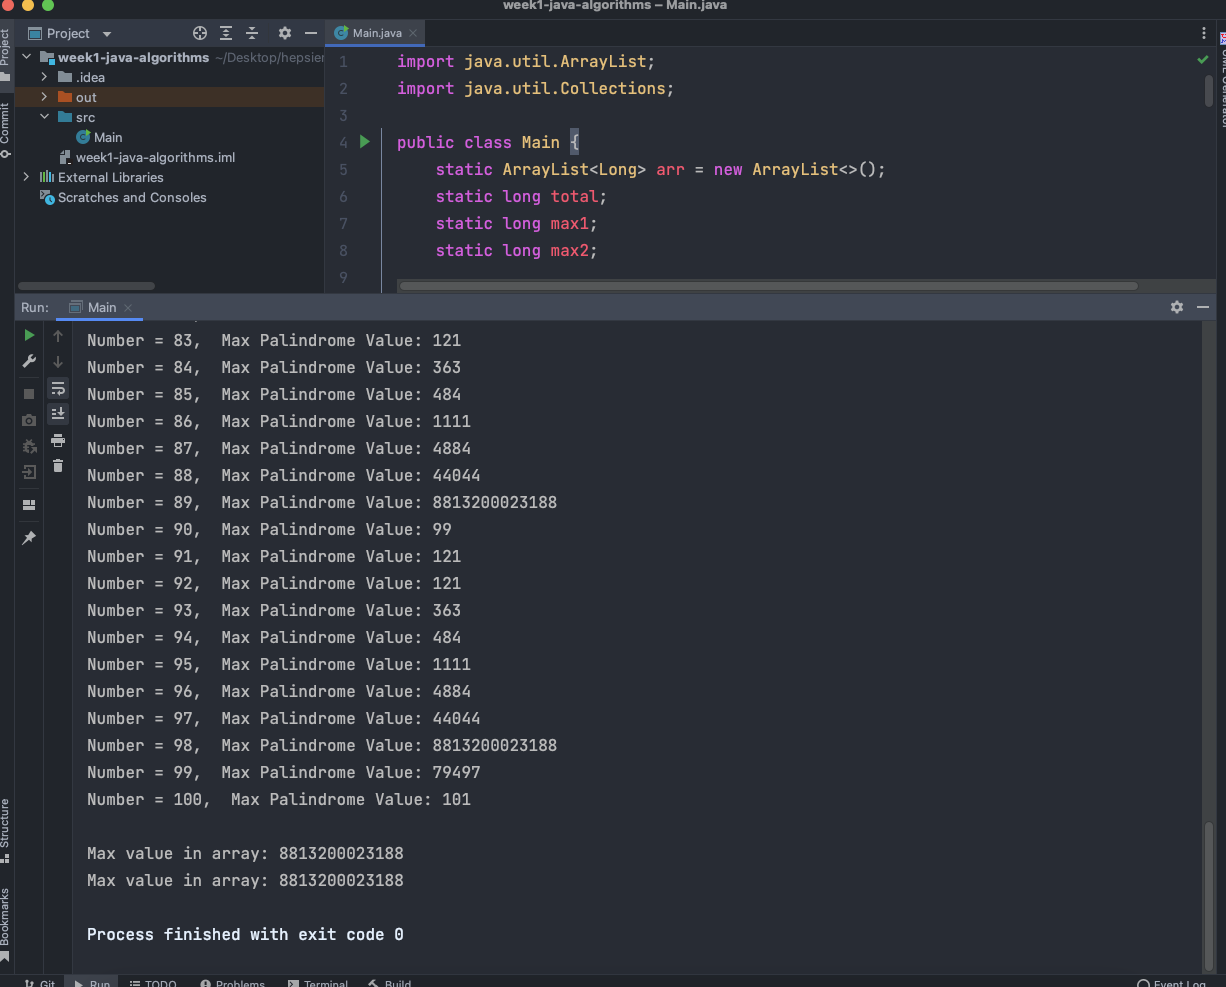 week1-java-algorithms – Main.java
Project
Main.java
week1-java-algorithms ~/Desktop/hepsier
.idea
out
src
Main
week1-java-algorithms.iml
External Libraries
Scratches and Consoles
Project
Commit
1 import java.util.ArrayList;
2 import java.util.Collections;
3
4 public class Main {
5 static ArrayList<Long> arr = new ArrayList<>();
6 static long total;
7 static long max1;
8 static long max2;
9
Run: Main
Number = 83,  Max Palindrome Value: 121
Number = 84,  Max Palindrome Value: 363
Number = 85,  Max Palindrome Value: 484
Number = 86,  Max Palindrome Value: 1111
Number = 87,  Max Palindrome Value: 4884
Number = 88,  Max Palindrome Value: 44044
Number = 89,  Max Palindrome Value: 8813200023188
Number = 90,  Max Palindrome Value: 99
Number = 91,  Max Palindrome Value: 121
Number = 92,  Max Palindrome Value: 121
Number = 93,  Max Palindrome Value: 363
Number = 94,  Max Palindrome Value: 484
Number = 95,  Max Palindrome Value: 1111
Number = 96,  Max Palindrome Value: 4884
Number = 97,  Max Palindrome Value: 44044
Number = 98,  Max Palindrome Value: 8813200023188
Number = 99,  Max Palindrome Value: 79497
Number = 100,  Max Palindrome Value: 101
Max value in array: 8813200023188
Max value in array: 8813200023188
Process finished with exit code 0
Structure
Bookmarks
Git
Run
TODO
Problems
Terminal
Build
Event Log